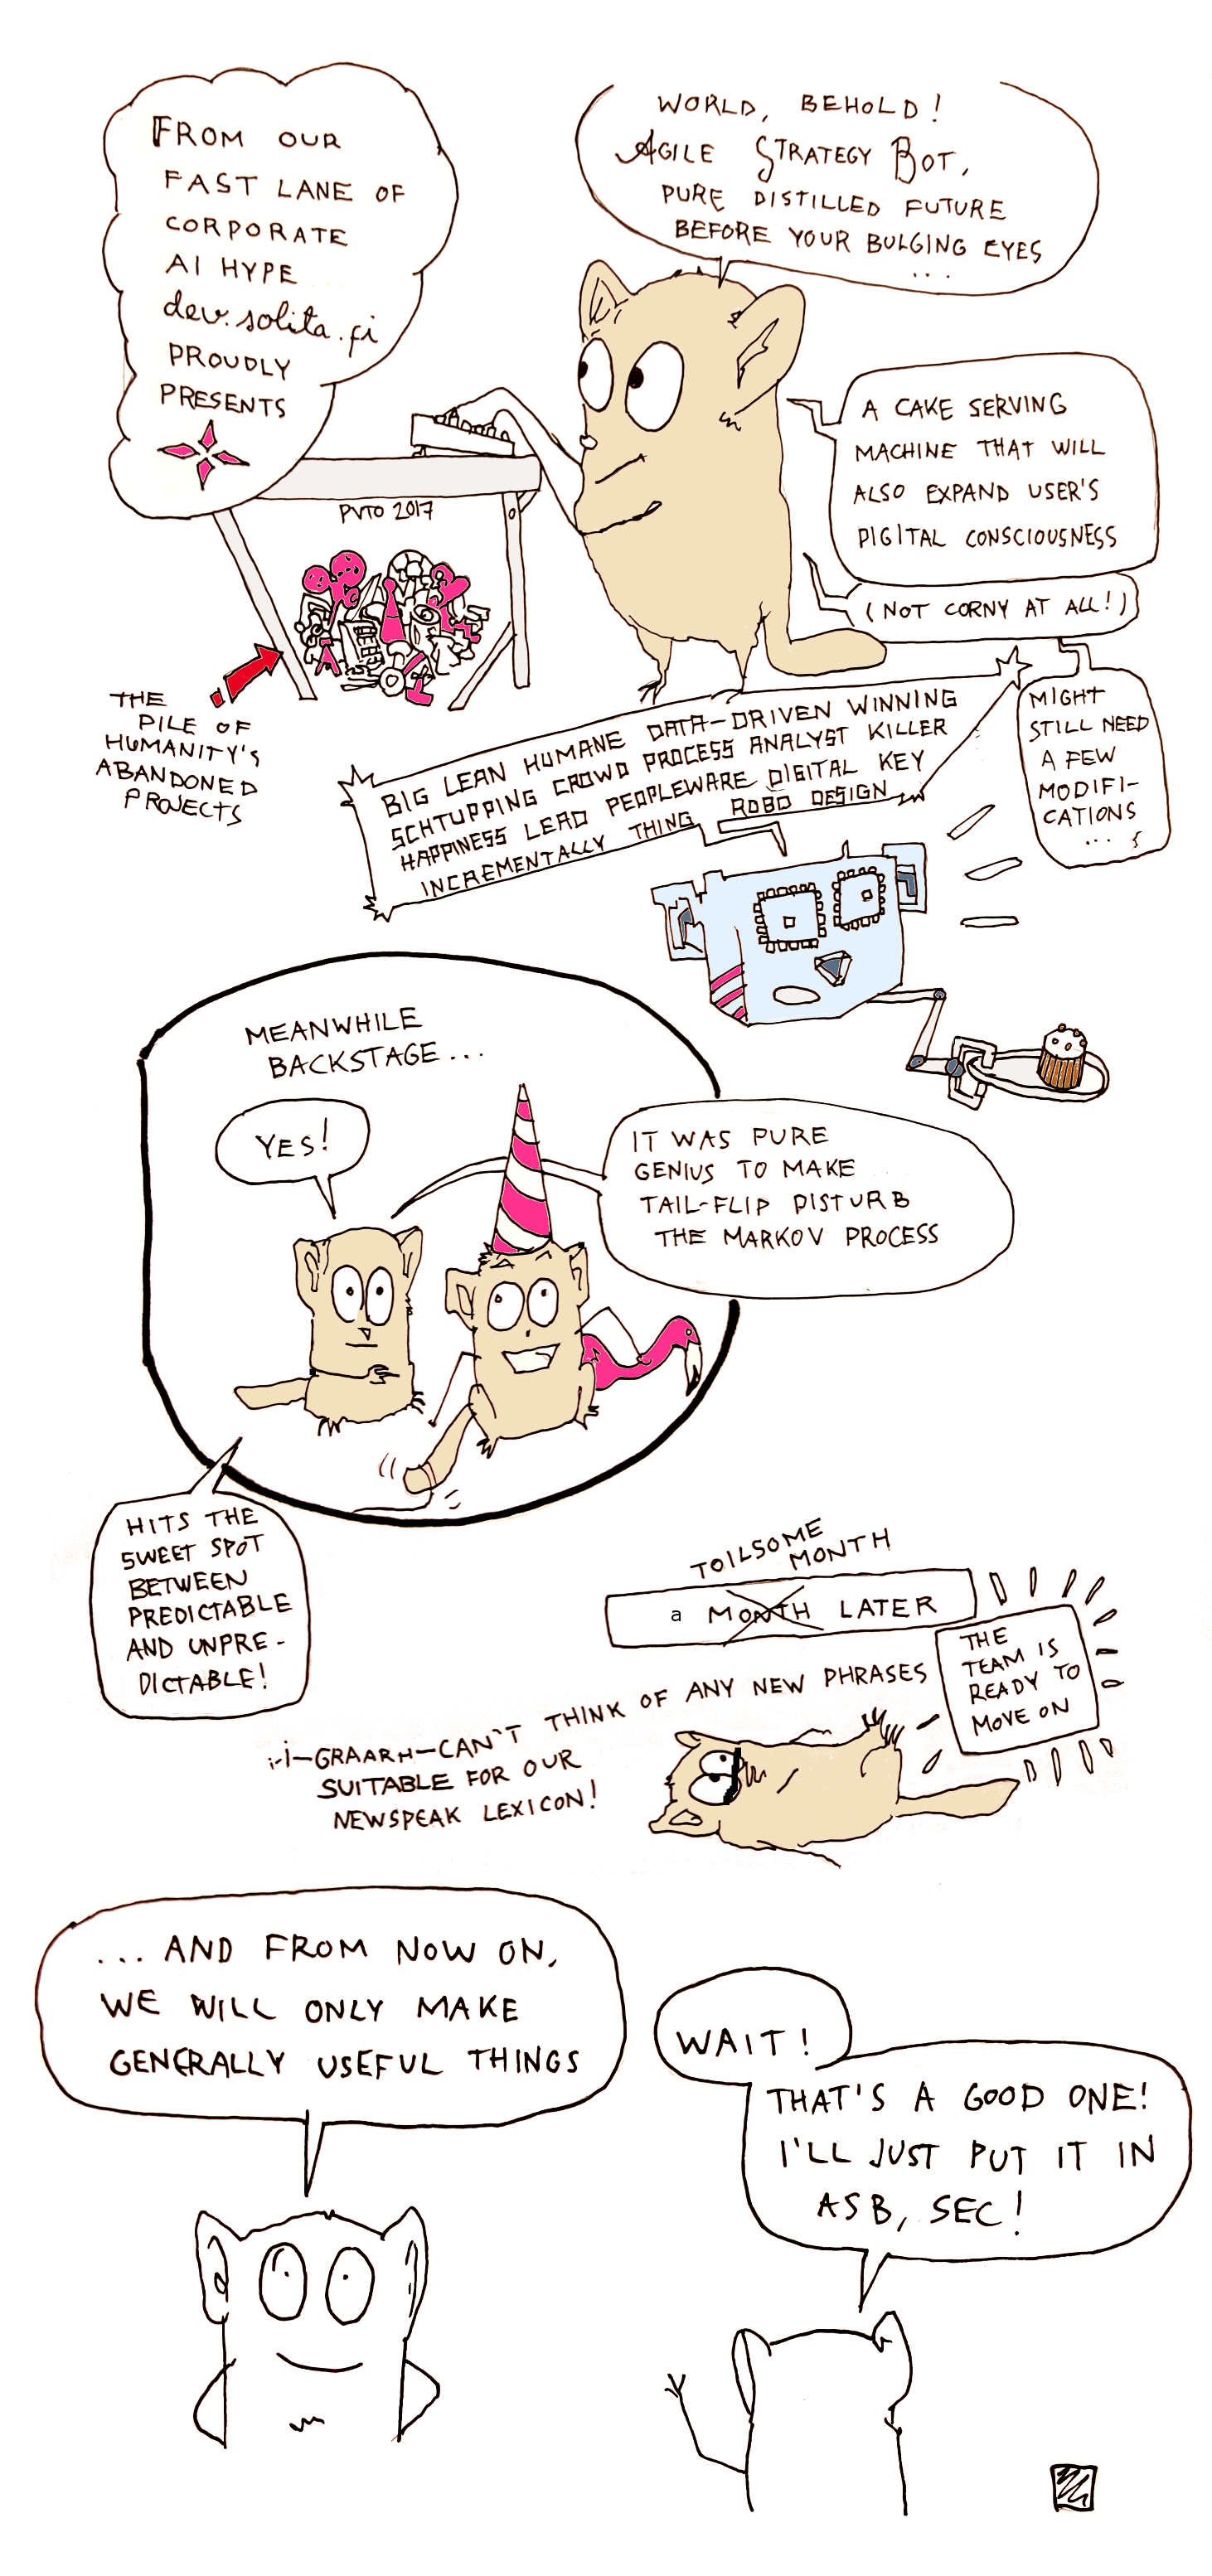 FROM OUR
FAST LANE OF
CORPORATE
AI HYPE
dev.solita.fi
PROUDLY
PRESENTS
WORLD, BEHOLD!
AGILE STRATEGY BOT,
PURE DISTILLED FUTURE
BEFORE YOUR BULGING EYES
...
A CAKE SERVING
MACHINE THAT WILL
ALSO EXPAND USER'S
DIGITAL CONSCIOUSNESS
(NOT CORNY AT ALL!)
PVTO 2017
THE
PILE OF
HUMANITY'S
ABANDONED
PROJECTS
MIGHT
STILL NEED
A FEW
MODIFI-
CATIONS
...
BIG LEAN HUMANE DATA-DRIVEN WINNING
SCHTUPPING CROWD PROCESS ANALYST KILLER
HAPPINESS LEAD PEOPLEWARE DIGITAL KEY
INCREMENTALLY THING ROBO DESIGN
MEANWHILE
BACKSTAGE...
YES!
IT WAS PURE
GENIUS TO MAKE
TAIL-FLIP DISTURB
THE MARKOV PROCESS
HITS THE
SWEET SPOT
BETWEEN
PREDICTABLE
AND UNPRE-
DICTABLE!
TOILSOME
MONTH
a MONTH LATER
THE
TEAM IS
READY TO
MOVE ON
i-i-GRAARH-CAN'T THINK OF ANY NEW PHRASES
SUITABLE FOR OUR
NEWSPEAK LEXICON!
... AND FROM NOW ON,
WE WILL ONLY MAKE
GENERALLY USEFUL THINGS
WAIT!
THAT'S A GOOD ONE!
I'LL JUST PUT IT IN
ASB, SEC!